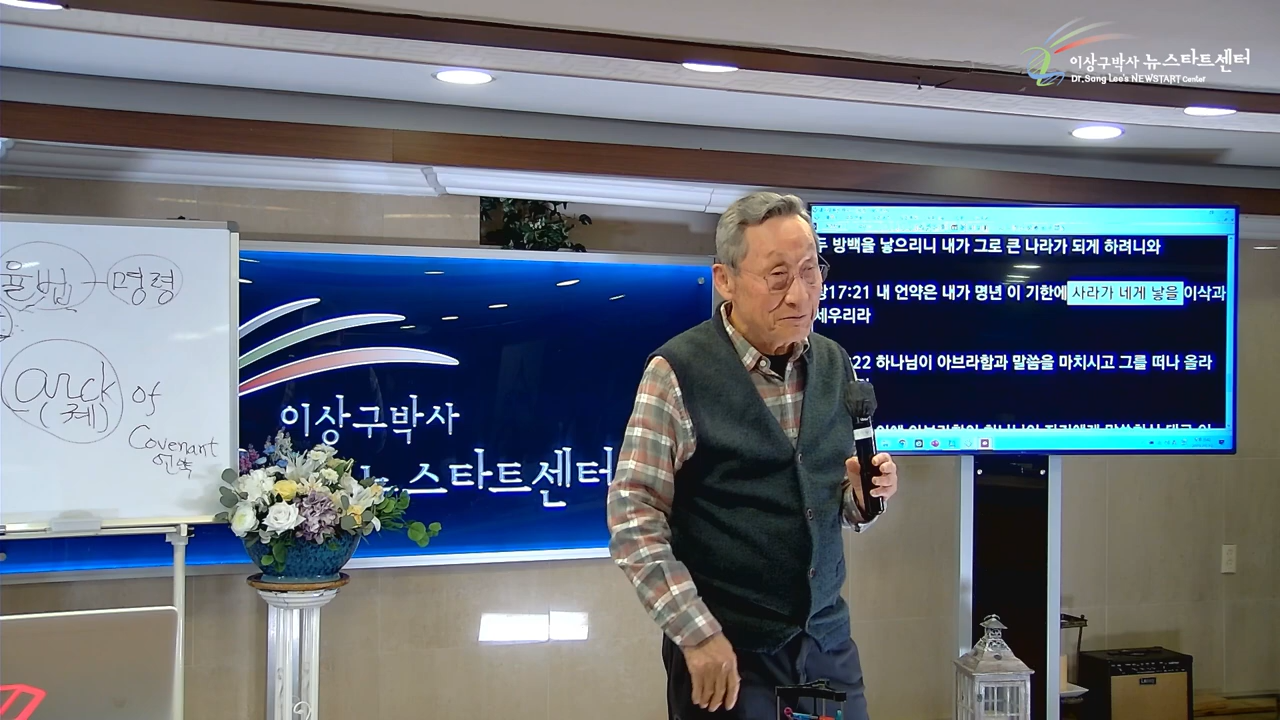 이상구박사 뉴스타트센터
Dr. Sang Lee's NEWSTART Center
율법 - 명령
arck of
(궤)
Covenant
언약
이상구박사
뉴스타트센터
두 방백을 낳으리니 내가 그로 큰 나라가 되게 하려니와
17:21 내 언약은 내가 명년 이 기한에 사라가 네게 낳을 이삭과
세우리라
22 하나님이 아브라함과 말씀을 마치시고 그를 떠나 올라